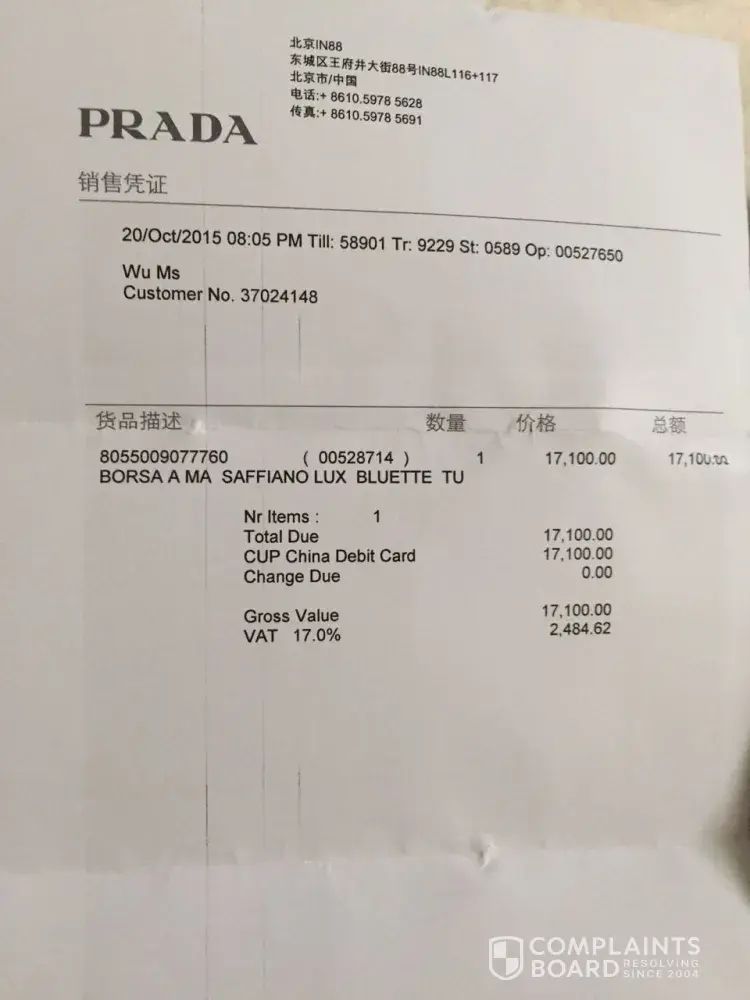 北京IN88
东城区王府井大街88号IN88L116+117
北京市/中国
电话:+ 8610.5978 5628
传真:+ 8610.5978 5691
PRADA
销售凭证
20/Oct/2015 08:05 PM Till: 58901 Tr: 9229 St: 0589 Op: 00527650
Wu Ms
Customer No. 37024148
货品描述 数量 价格 总额
8055009077760 ( 00528714 ) 1 17,100.00 17,100.00
BORSA A MA SAFFIANO LUX BLUETTE TU
Nr Items : 1
Total Due 17,100.00
CUP China Debit Card 17,100.00
Change Due 0.00
Gross Value 17,100.00
VAT 17.0% 2,484.62
COMPLAINTS
BOARD RESOLVING SINCE 2004